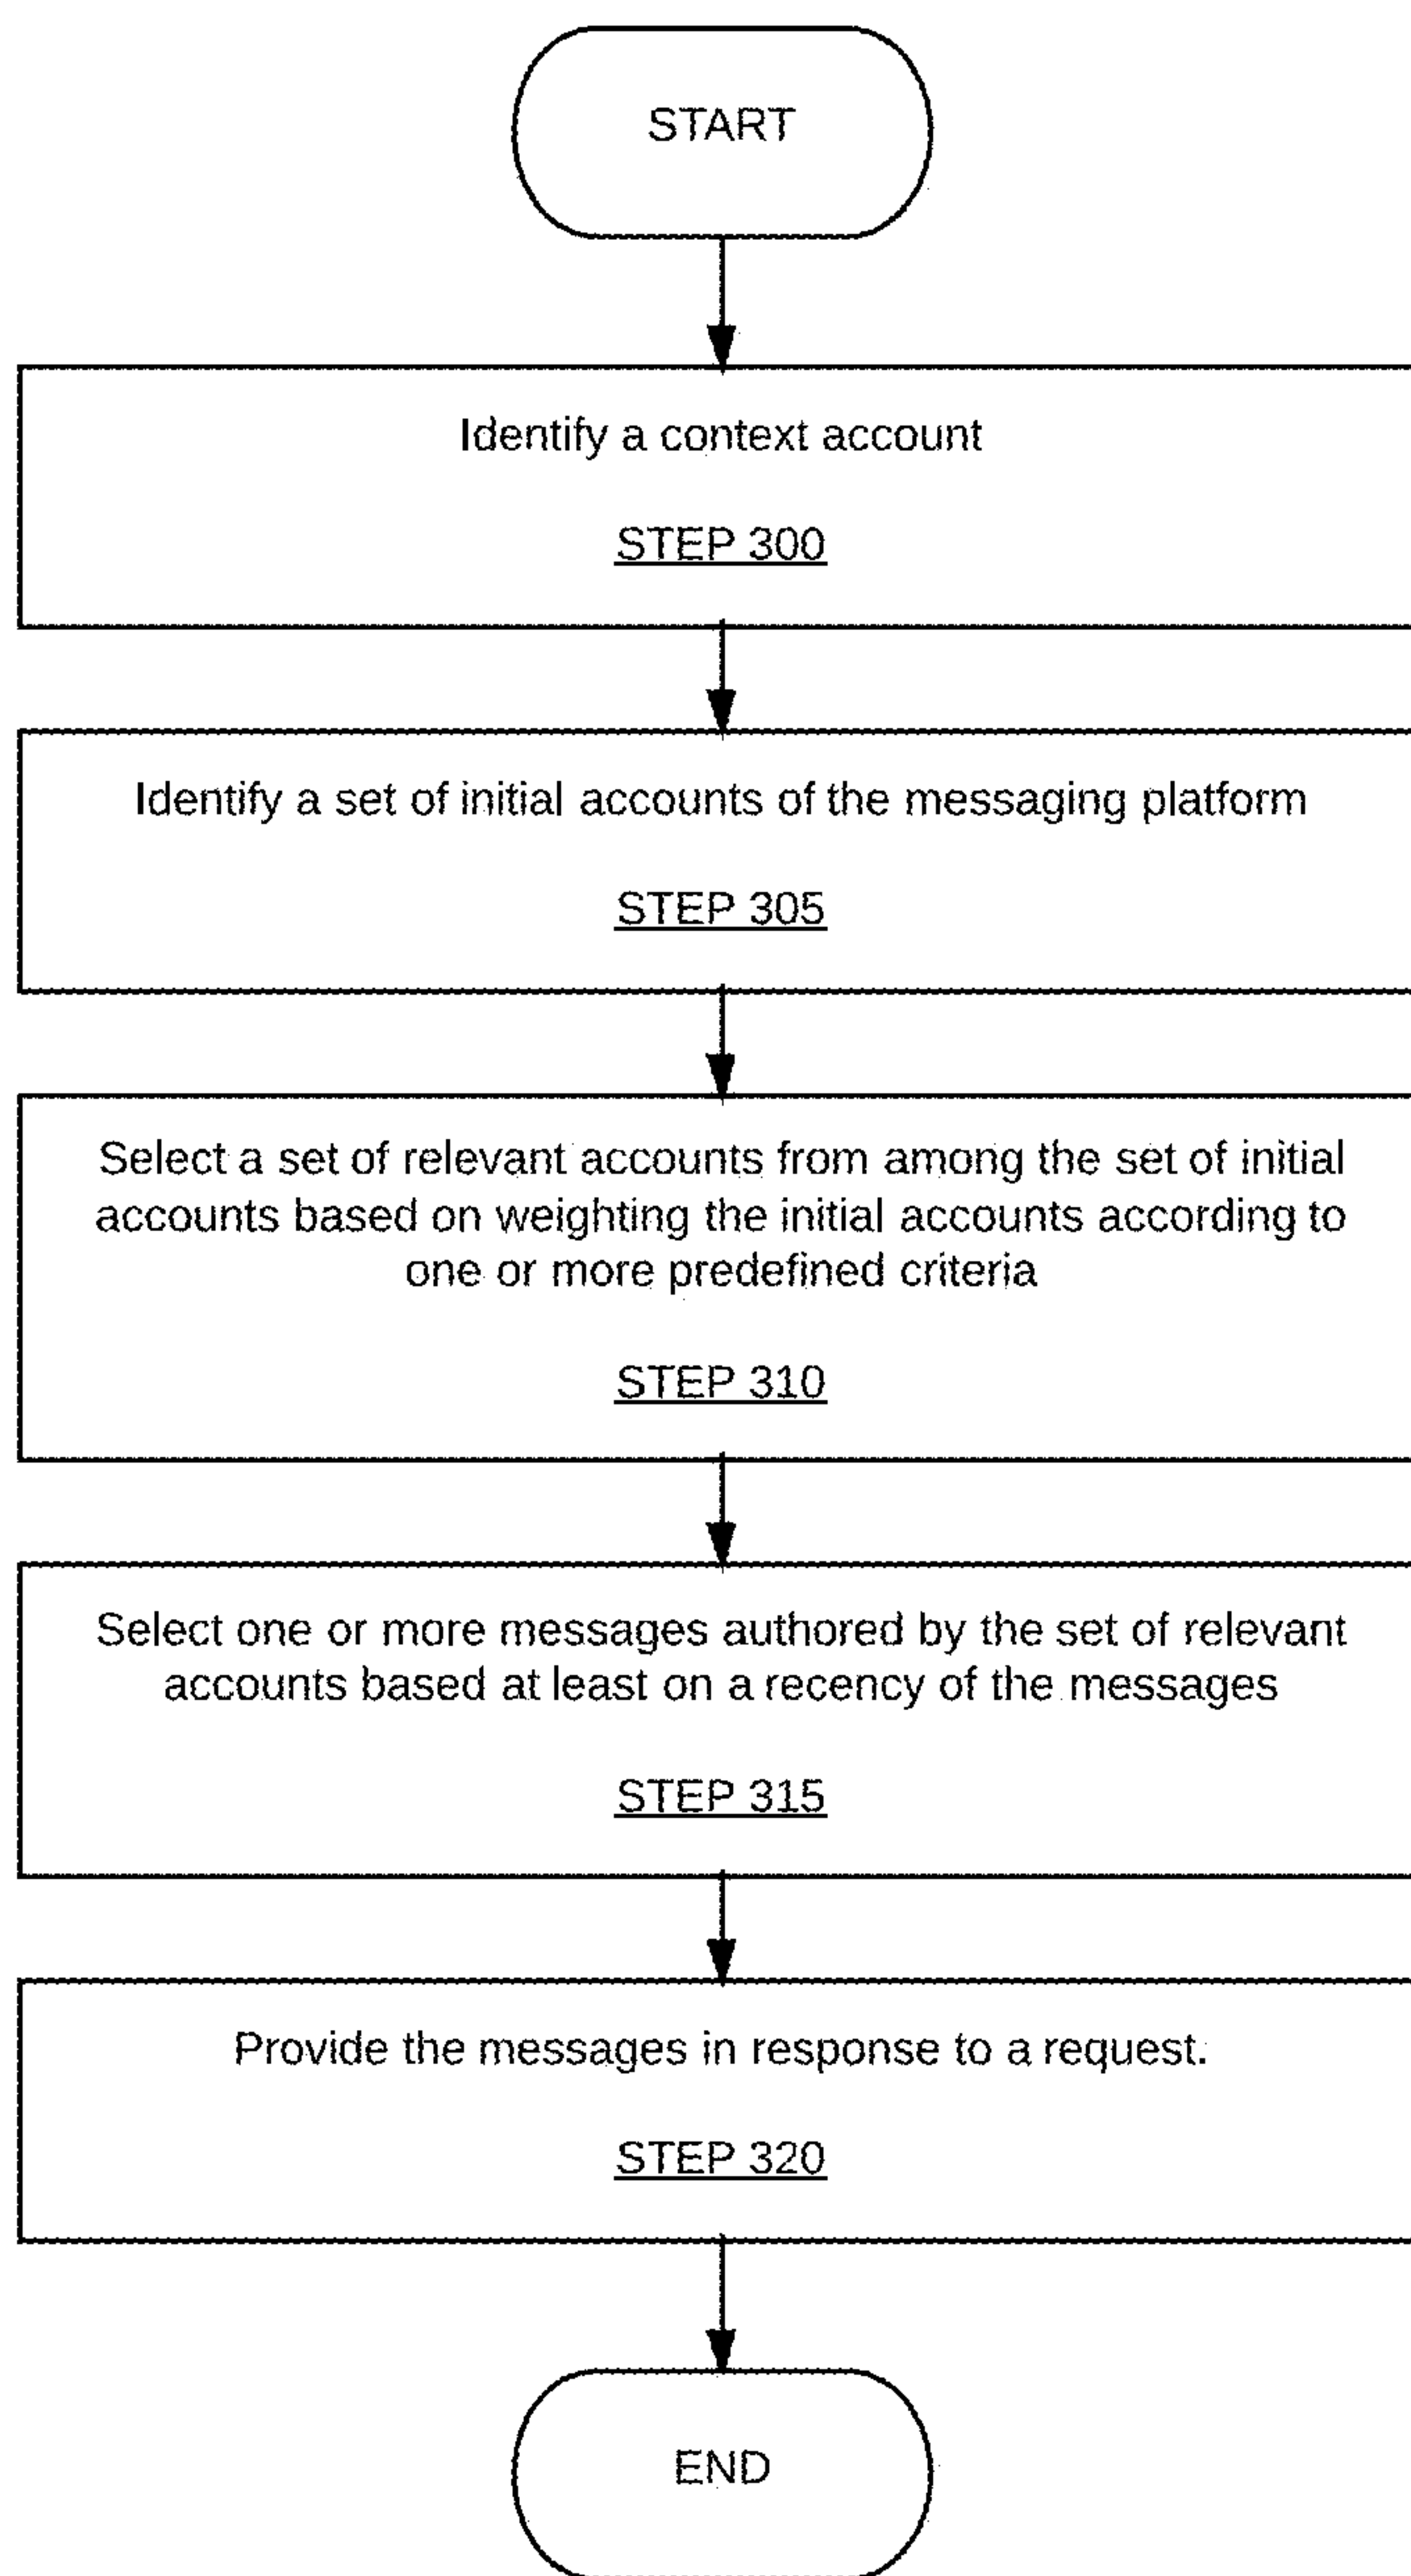 START
Identify a context account
STEP 300
Identify a set of initial accounts of the messaging platform
STEP 305
Select a set of relevant accounts from among the set of initial
accounts based on weighting the initial accounts according to
one or more predefined criteria
STEP 310
Select one or more messages authored by the set of relevant
accounts based at least on a recency of the messages
STEP 315
Provide the messages in response to a request.
STEP 320
END